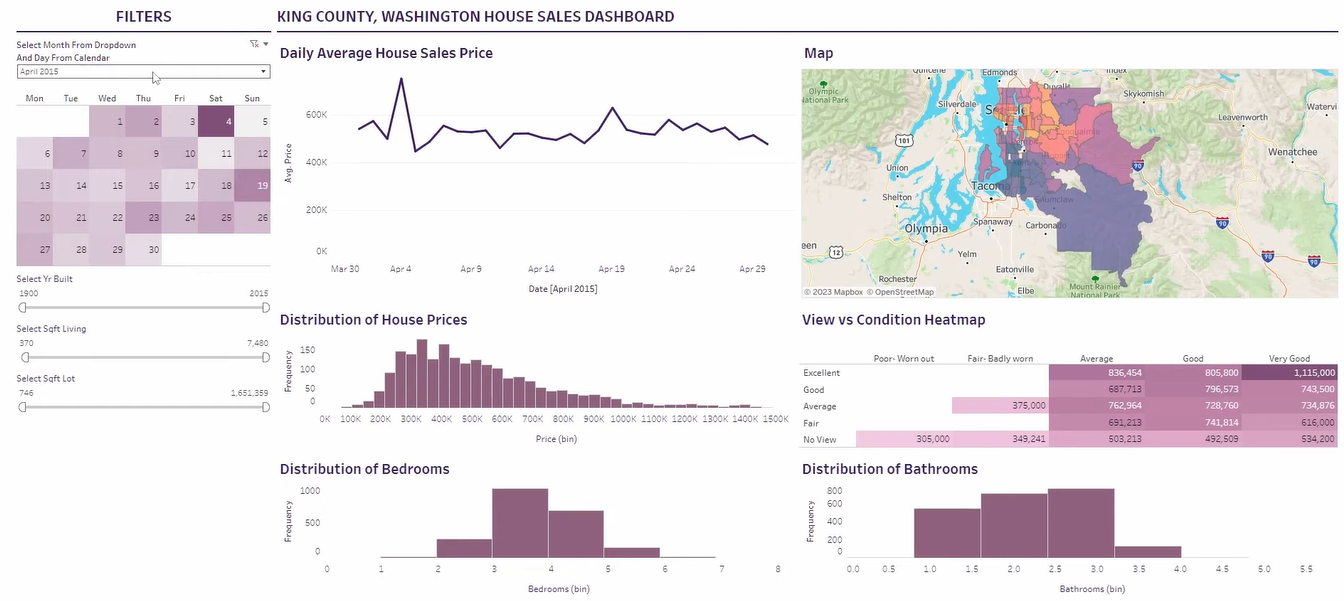 FILTERS
KING COUNTY, WASHINGTON HOUSE SALES DASHBOARD
Select Month From Dropdown
And Day From Calendar
April 2015
Mon Tue Wed Thu Fri Sat Sun
1 2 3 4 5
6 7 8 9 10 11 12
13 14 15 16 17 18 19
20 21 22 23 24 25 26
27 28 29 30
Select Yr Built
1900 2015
Select Sqft Living
370 7,480
Select Sqft Lot
746 1,651,359
Daily Average House Sales Price
Avg. Price
600K
400K
200K
0K
Mar 30 Apr 4 Apr 9 Apr 14 Apr 19 Apr 24 Apr 29
Date [April 2015]
Map
Edmonds
Duvall
Index
Olympic
National Park
Silverdale
Skykomish
Watervi
Leavenworth
101
Wenatchee
Union
90
Shelton
Tacoma
Enumclaw
Spanaway
Carbonado
90
Olympia
een
12
Yelm
90
90
Eatonville
Rochester
Elbe
Mount Rainier
National Park
© 2023 Mapbox © OpenStreetMap
Distribution of House Prices
Frequency
150
100
50
0
0K 100K 200K 300K 400K 500K 600K 700K 800K 900K 1000K 1100K 1200K 1300K 1400K 1500K
Price (bin)
View vs Condition Heatmap
Poor- Worn out Fair- Badly worn Average Good Very Good
Excellent 836,454 805,800 1,115,000
Good 687,713 796,573 743,500
Average 375,000 762,964 728,760 734,876
Fair 691,213 741,814 616,000
No View 305,000 349,241 503,213 492,509 534,200
Distribution of Bedrooms
Frequency
1000
500
0
0 1 2 3 4 5 6 7 8
Bedrooms (bin)
Distribution of Bathrooms
Frequency
800
600
400
200
0
0.0 0.5 1.0 1.5 2.0 2.5 3.0 3.5 4.0 4.5 5.0 5.5
Bathrooms (bin)